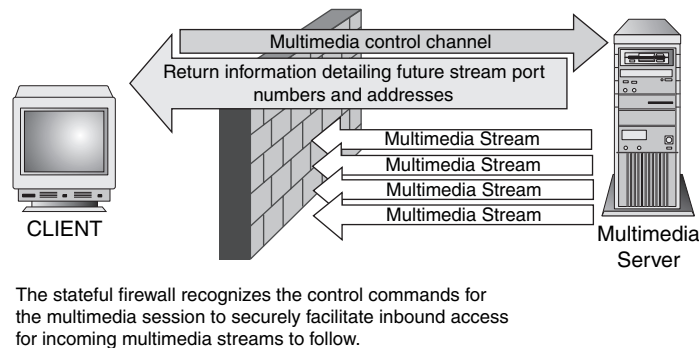 Multimedia control channel
Return information detailing future stream port
numbers and addresses
Multimedia Stream
Multimedia Stream
Multimedia Stream
Multimedia Stream
CLIENT
Multimedia
Server
The stateful firewall recognizes the control commands for
the multimedia session to securely facilitate inbound access
for incoming multimedia streams to follow.